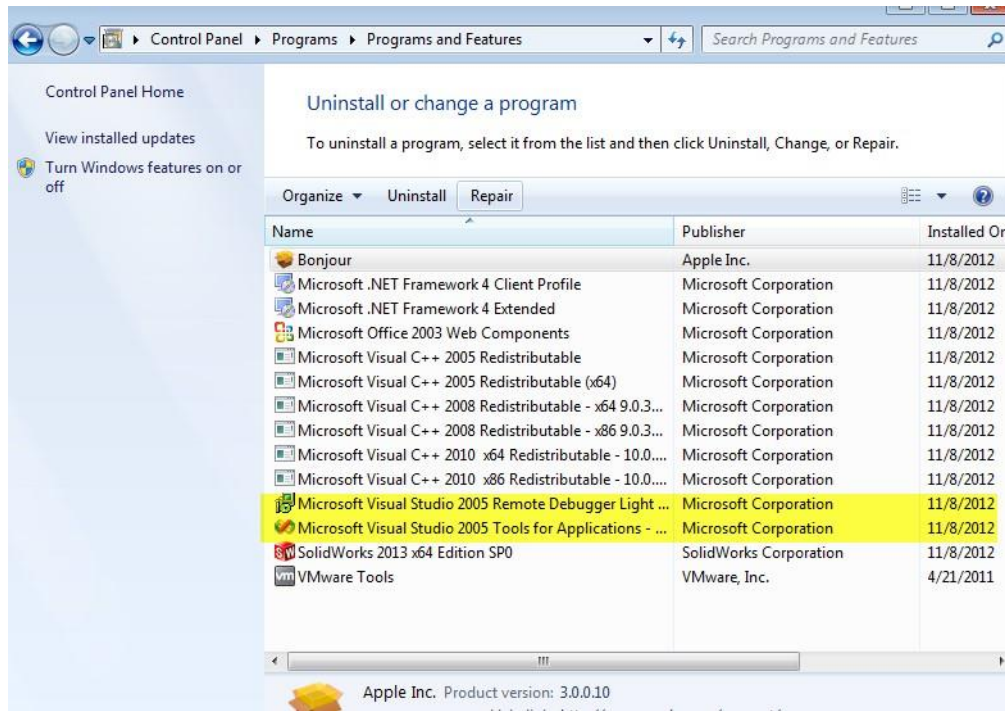 Control Panel ▸ Programs ▸ Programs and Features
Search Programs and Features
Control Panel Home
View installed updates
Turn Windows features on or
off
Uninstall or change a program
To uninstall a program, select it from the list and then click Uninstall, Change, or Repair.
Organize Uninstall Repair
Name Publisher Installed Or
Bonjour Apple Inc. 11/8/2012
Microsoft .NET Framework 4 Client Profile Microsoft Corporation 11/8/2012
Microsoft .NET Framework 4 Extended Microsoft Corporation 11/8/2012
Microsoft Office 2003 Web Components Microsoft Corporation 11/8/2012
Microsoft Visual C++ 2005 Redistributable Microsoft Corporation 11/8/2012
Microsoft Visual C++ 2005 Redistributable (x64) Microsoft Corporation 11/8/2012
Microsoft Visual C++ 2008 Redistributable - x64 9.0.3... Microsoft Corporation 11/8/2012
Microsoft Visual C++ 2008 Redistributable - x86 9.0.3... Microsoft Corporation 11/8/2012
Microsoft Visual C++ 2010 x64 Redistributable - 10.0.... Microsoft Corporation 11/8/2012
Microsoft Visual C++ 2010 x86 Redistributable - 10.0.... Microsoft Corporation 11/8/2012
Microsoft Visual Studio 2005 Remote Debugger Light ... Microsoft Corporation 11/8/2012
Microsoft Visual Studio 2005 Tools for Applications - ... Microsoft Corporation 11/8/2012
SolidWorks 2013 x64 Edition SP0 SolidWorks Corporation 11/8/2012
VMware Tools VMware, Inc. 4/21/2011
Apple Inc. Product version: 3.0.0.10